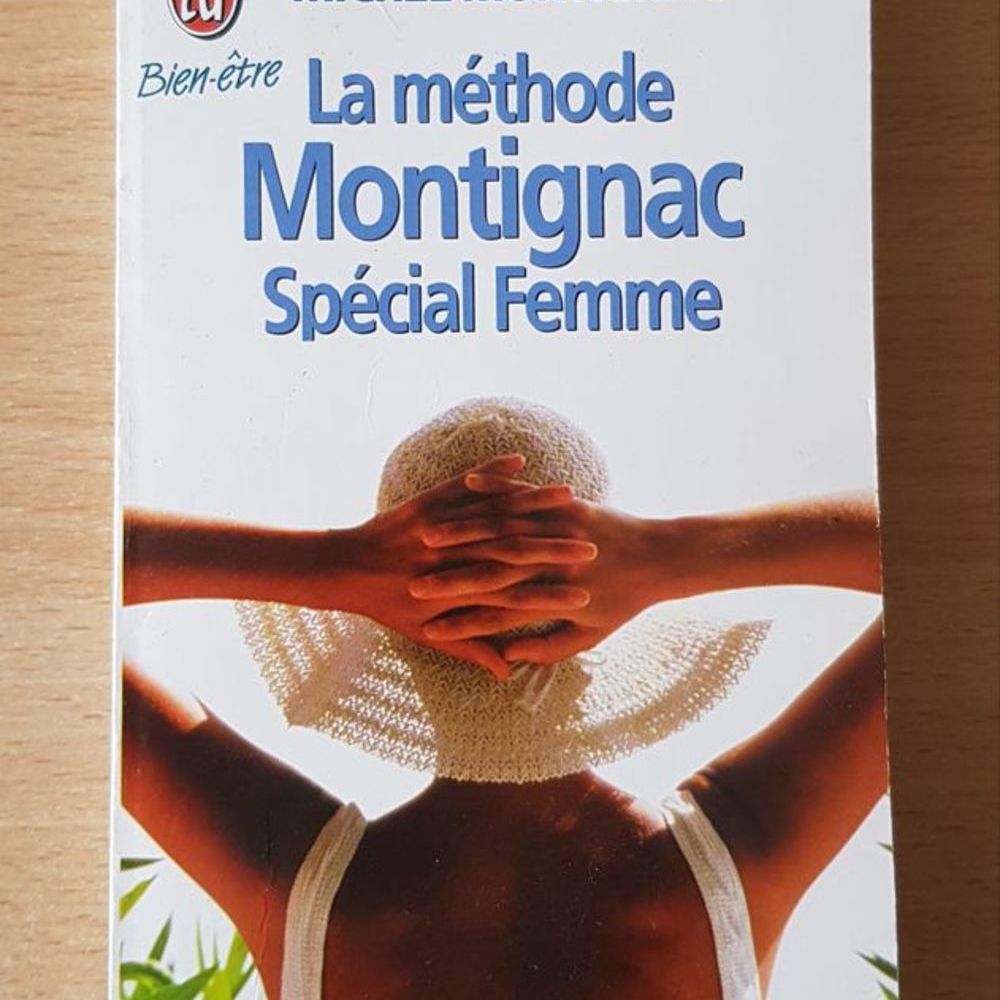 Bien-être
La méthode
Montignac
Spécial Femme